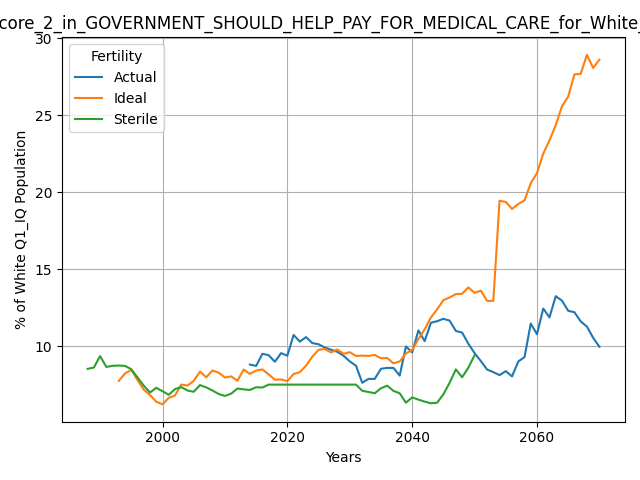 core_2_in_GOVERNMENT_SHOULD_HELP_PAY_FOR_MEDICAL_CARE_for_White_
30
25
20
15
10
% of White Q1_IQ Population
Fertility
Actual
Ideal
Sterile
2000
2020
2040
2060
Years